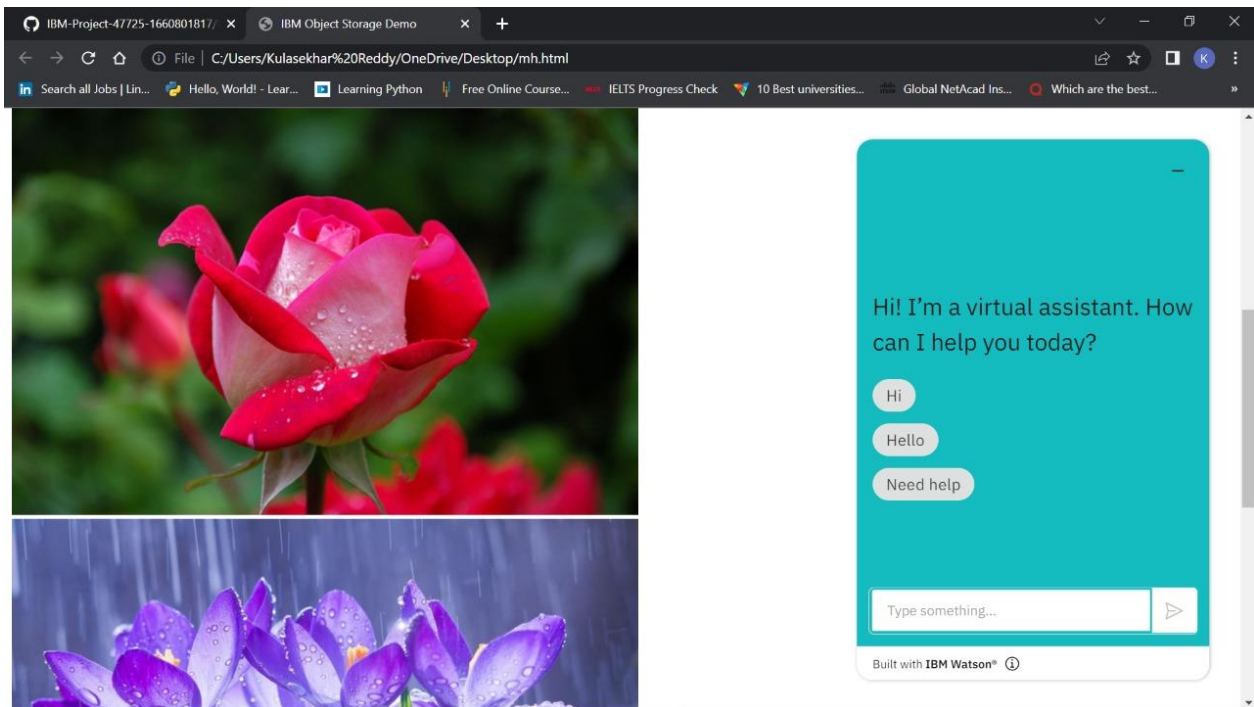 IBM-Project-47725-1660801817/
IBM Object Storage Demo
File
C:/Users/Kulasekhar%20Reddy/OneDrive/Desktop/mh.html
K
in
Search all Jobs | Lin...
Hello, World! - Lear...
Learning Python
Free Online Course...
IELTS Progress Check
10 Best universities...
Global NetAcad Ins...
Which are the best...
»
Hi! I'm a virtual assistant. How
can I help you today?
Hi
Hello
Need help
Type something...
Built with IBM Watson®